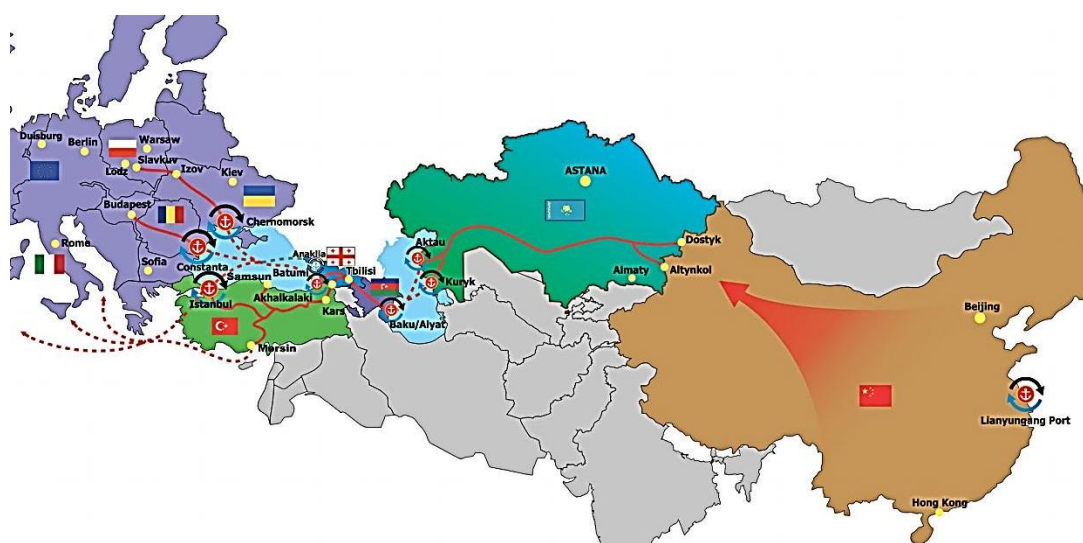 Duisburg
Berlin
Warsaw
Slavkuv
Lodz
Izov
Kiev
Budapest
Chernomorsk
Rome
Sofia
Constanta
Anaklia
Samsun
Batumi
Tbilisi
Istanbul
Akhalkalaki
Kars
Mersin
Baku/Alyat
Aktau
Kuryk
ASTANA
Dostyk
Almaty
Altynkol
Beijing
Lianyungang Port
Hong Kong